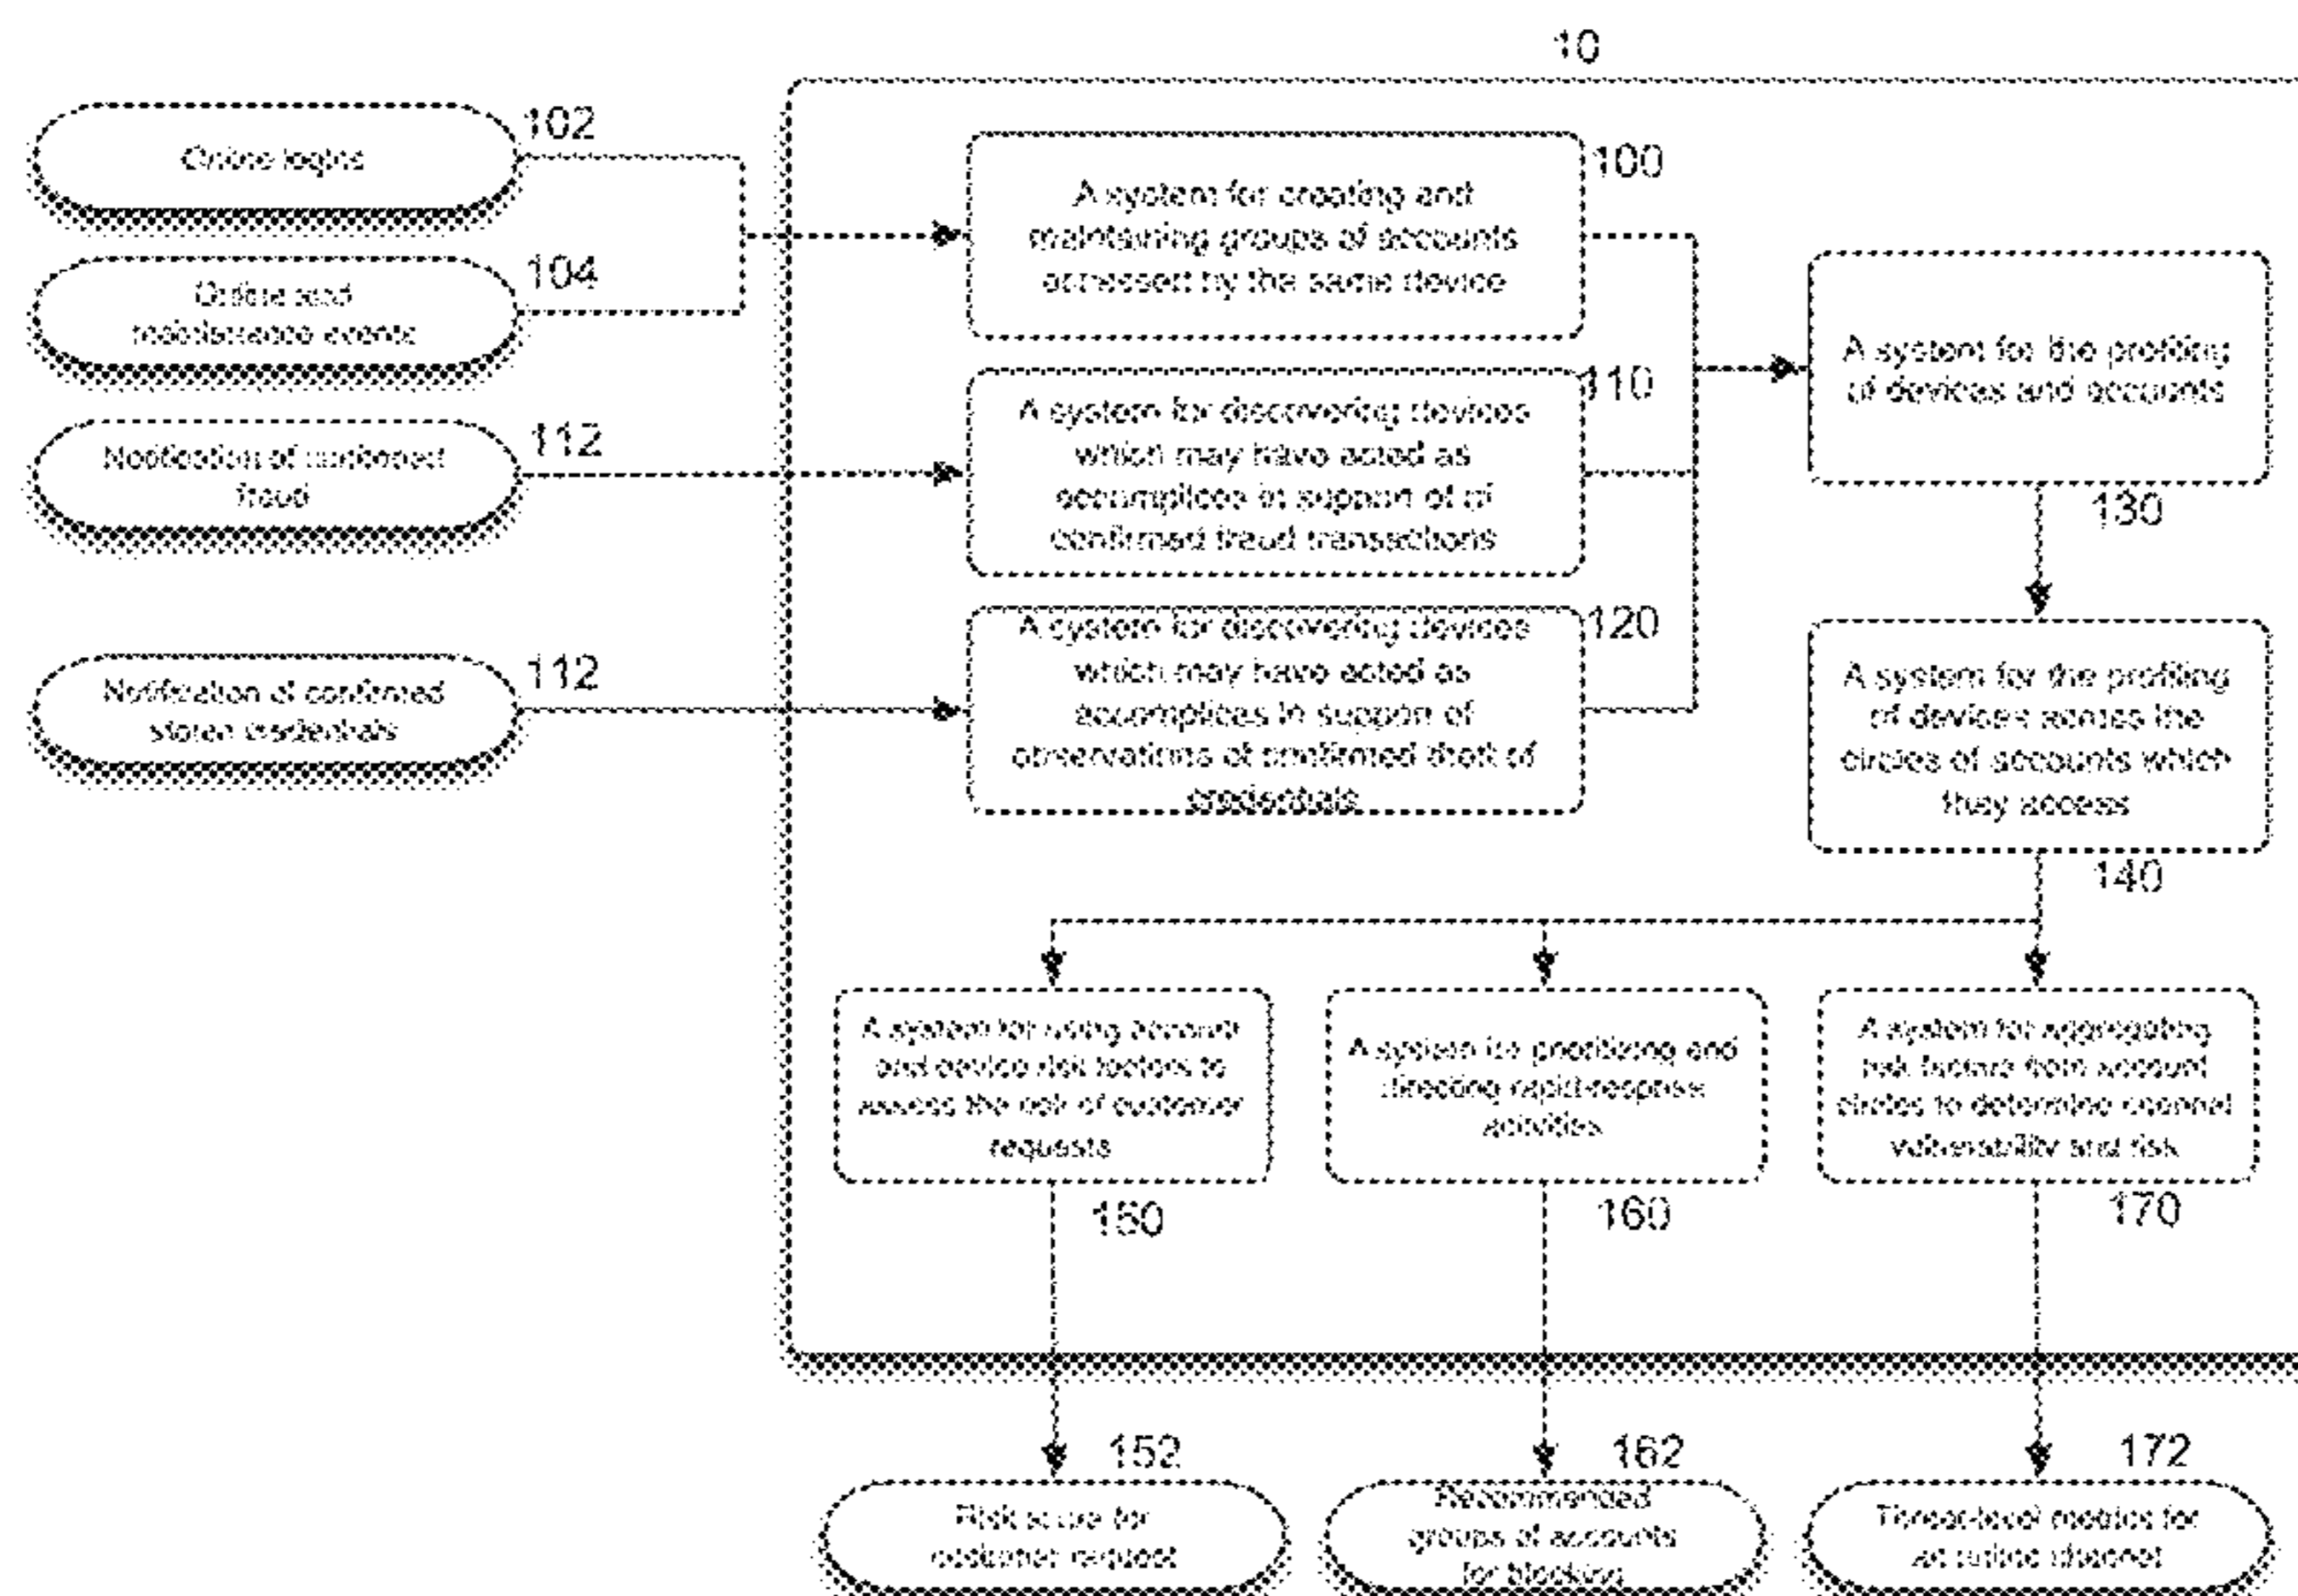 10
102
Online logins
104
Online and
maintenance events
112
Notification of confirmed
fraud
112
Notification of confirmed
stolen credentials
100
A system for creating and
maintaining groups of accounts
accessed by the same device
110
A system for discovering devices
which may have acted as
accomplices in support of of
confirmed fraud transactions
120
A system for discovering devices
which may have acted as
accomplices in support of
observations of confirmed theft of
credentials
A system for the profiling
of devices and accounts
130
A system for the profiling
of devices across the
circles of accounts which
they access
140
A system for using account
and device risk factors to
assess the risk of customer
requests
150
A system for prioritizing and
directing rapid-response
activities
160
A system for aggregating
risk factors from account
circles to determine channel
vulnerability and risk
170
152
Risk score for
customer request
162
Recommended
groups of accounts
for blocking
172
Threat-level metrics for
an online channel